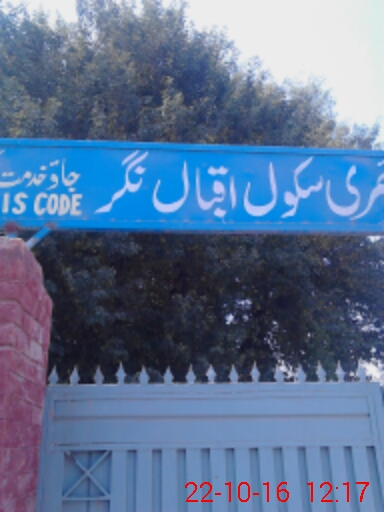 سکول اقبال نگر
جاؤ خدمت
IS CODE
22-10-16 12:17